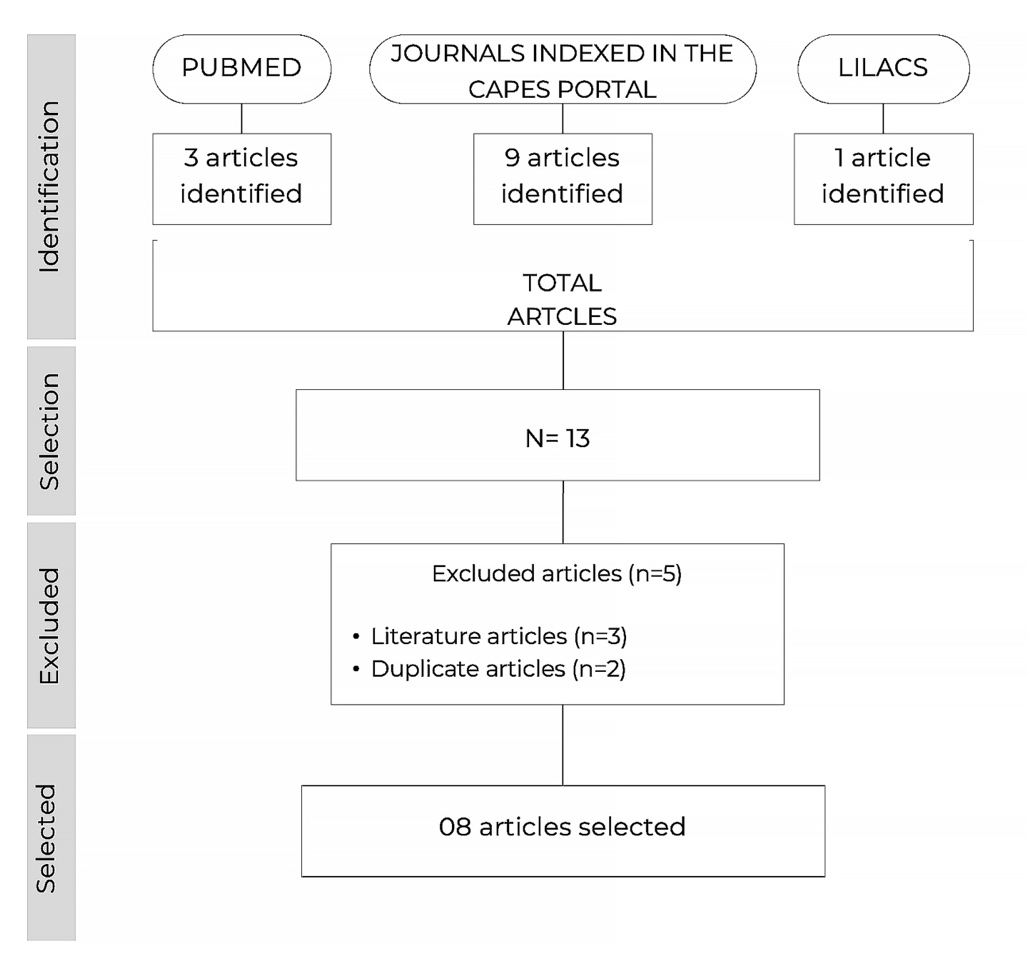 Identification
PUBMED
JOURNALS INDEXED IN THE
CAPES PORTAL
LILACS
3 articles
identified
9 articles
identified
1 article
identified
TOTAL
ARTCLES
Selection
N= 13
Excluded
Excluded articles (n=5)
• Literature articles (n=3)
• Duplicate articles (n=2)
Selected
08 articles selected